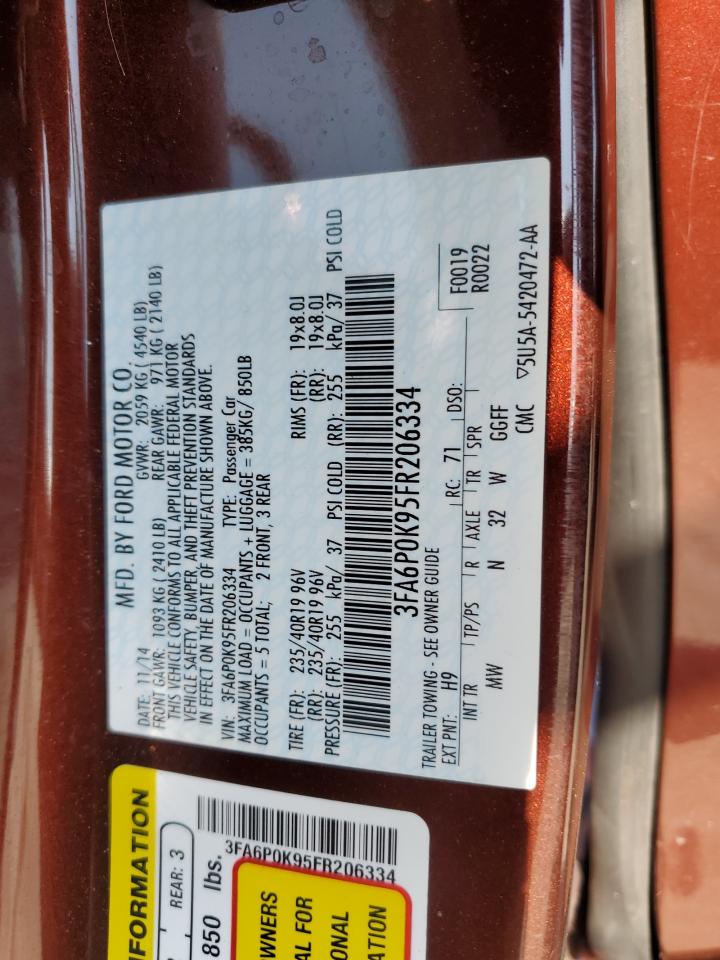 MFD. BY FORD MOTOR CO.
DATE: 11/14 GVWR: 2059 KG ( 4540 LB)
FRONT GAWR: 1093 KG ( 2410 LB) REAR GAWR: 971 KG ( 2140 LB)
THIS VEHICLE CONFORMS TO ALL APPLICABLE FEDERAL MOTOR
VEHICLE SAFETY, BUMPER, AND THEFT PREVENTION STANDARDS
IN EFFECT ON THE DATE OF MANUFACTURE SHOWN ABOVE.
VIN: 3FA6P0K95FR206334 TYPE: Passenger Car
MAXIMUM LOAD = OCCUPANTS + LUGGAGE = 385KG/ 850LB
OCCUPANTS = 5 TOTAL; 2 FRONT, 3 REAR
TIRE (FR): 235/40R19 96V RIMS (FR): 19x8.0J
(RR): 235/40R19 96V (RR): 19x8.0J
PRESSURE (FR): 255 kPa/ 37 PSI COLD (RR): 255 kPa/ 37 PSI COLD
3FA6P0K95FR206334
TRAILER TOWING - SEE OWNER GUIDE
F0019
R0022
EXT PNT: H9 RC: 71 DSO:
INT TR TP/PS R AXLE TR SPR
MW N 32 W GGFF
CMC ▽5U5A-5420472-AA
REAR: 3
850 lbs.
3FA6P0K95FR206334